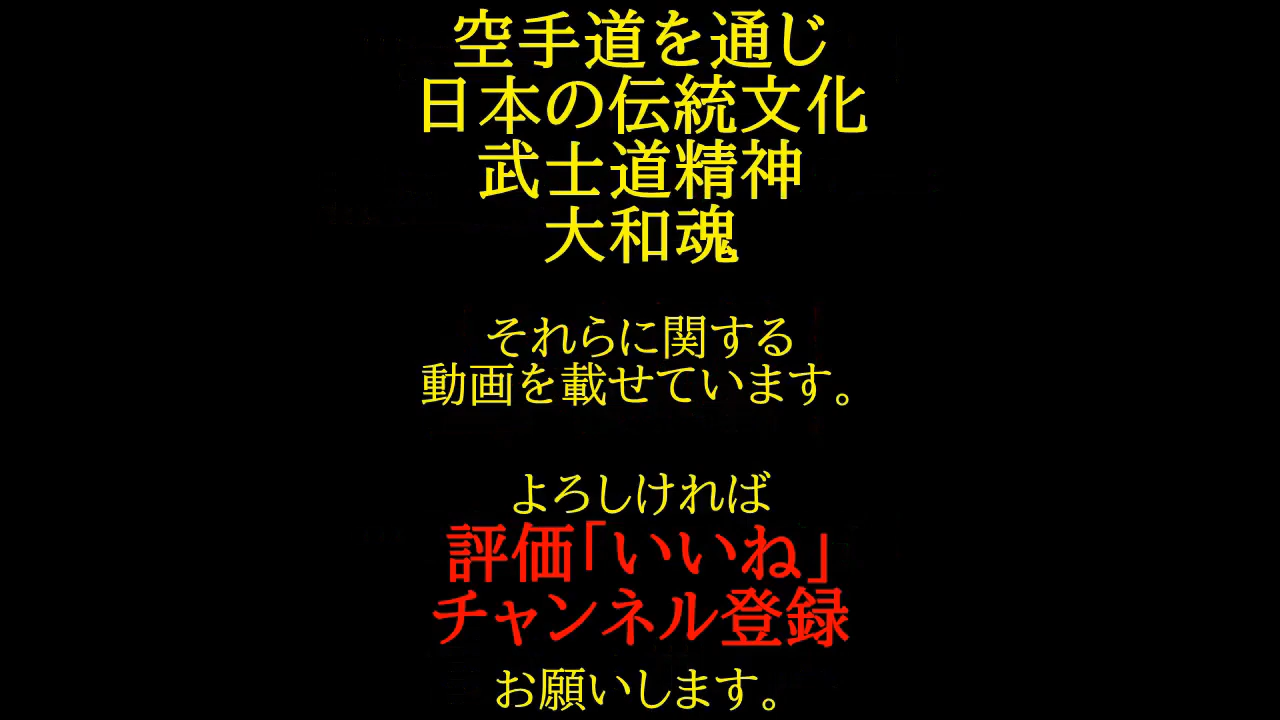 空手道を通じ
日本の伝統文化
武士道精神
大和魂
それらに関する
動画を載せています。
よろしければ
評価「いいね」
チャンネル登録
お願いします。